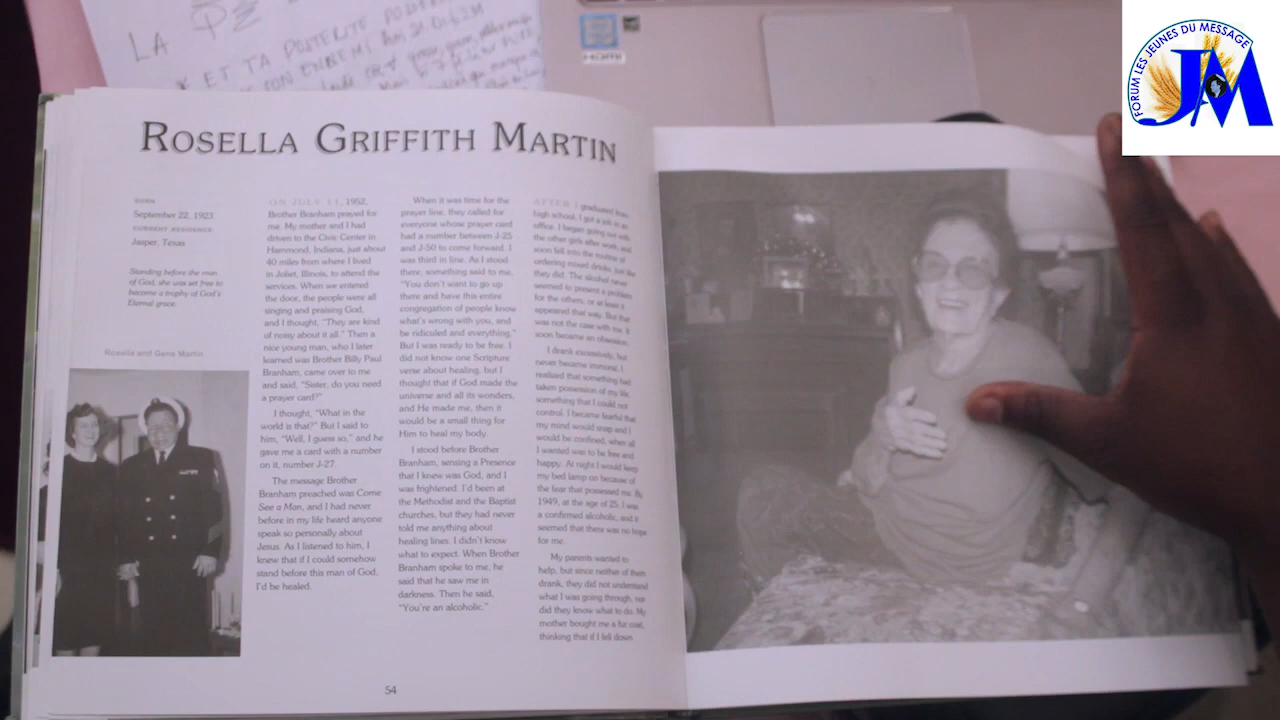 LA
ET TA POSTERITE
FORUM LES JEUNES DU MESSAGE
JM
ROSELLA GRIFFITH MARTIN
BORN
September 22, 1923
CURRENT RESIDENCE
Jasper, Texas
Standing before the man
of God, she was set free to
become a trophy of God's
Eternal grace.
Rosella and Gene Martin
ON JULY 13, 1952,
Brother Branham prayed for
me. My mother and I had
driven to the Civic Center in
Hammond, Indiana, just about
40 miles from where I lived
in Joliet, Illinois, to attend the
services. When we entered
the door, the people were all
singing and praising God,
and I thought, "They are kind
of noisy about it all." Then a
nice young man, who I later
learned was Brother Billy Paul
Branham, came over to me
and said, "Sister, do you need
a prayer card?"
I thought, "What in the
world is that?" But I said to
him, "Well, I guess so," and he
gave me a card with a number
on it, number J-27.
The message Brother
Branham preached was Come
See a Man, and I had never
before in my life heard anyone
speak so personally about
Jesus. As I listened to him, I
knew that if I could somehow
stand before this man of God,
I'd be healed.
When it was time for the
prayer line, they called for
everyone whose prayer card
had a number between J-25
and J-50 to come forward. I
was third in line. As I stood
there, something said to me,
"You don't want to go up
there and have this entire
congregation of people know
what's wrong with you, and
be ridiculed and everything."
But I was ready to be free. I
did not know one Scripture
verse about healing, but I
thought that if God made the
universe and all its wonders,
and He made me, then it
would be a small thing for
Him to heal my body.
I stood before Brother
Branham, sensing a Presence
that I knew was God, and I
was frightened. I'd been at
the Methodist and the Baptist
churches, but they had never
told me anything about
healing lines. I didn't know
what to expect. When Brother
Branham spoke to me, he
said that he saw me in
darkness. Then he said,
"You're an alcoholic."
AFTER I graduated from
high school, I got a job in an
office. I began going out with
the other girls after work, and
soon fell into the routine of
ordering mixed drinks, just like
they did. The alcohol never
seemed to present a problem
for the others, or at least it
appeared that way. But that
was not the case with me. It
soon became an obsession.
I drank excessively, but
never became immoral. I
realized that something had
taken possession of my life,
something that I could not
control. I became fearful that
my mind would snap and I
would be confined, when all
I wanted was to be free and
happy. At night I would keep
my bed lamp on because of
the fear that possessed me. By
1949, at the age of 25, I was
a confirmed alcoholic, and it
seemed that there was no hope
for me.
My parents wanted to
help, but since neither of them
drank, they did not understand
what I was going through, nor
did they know what to do. My
mother bought me a fur coat,
thinking that if I fell down
54